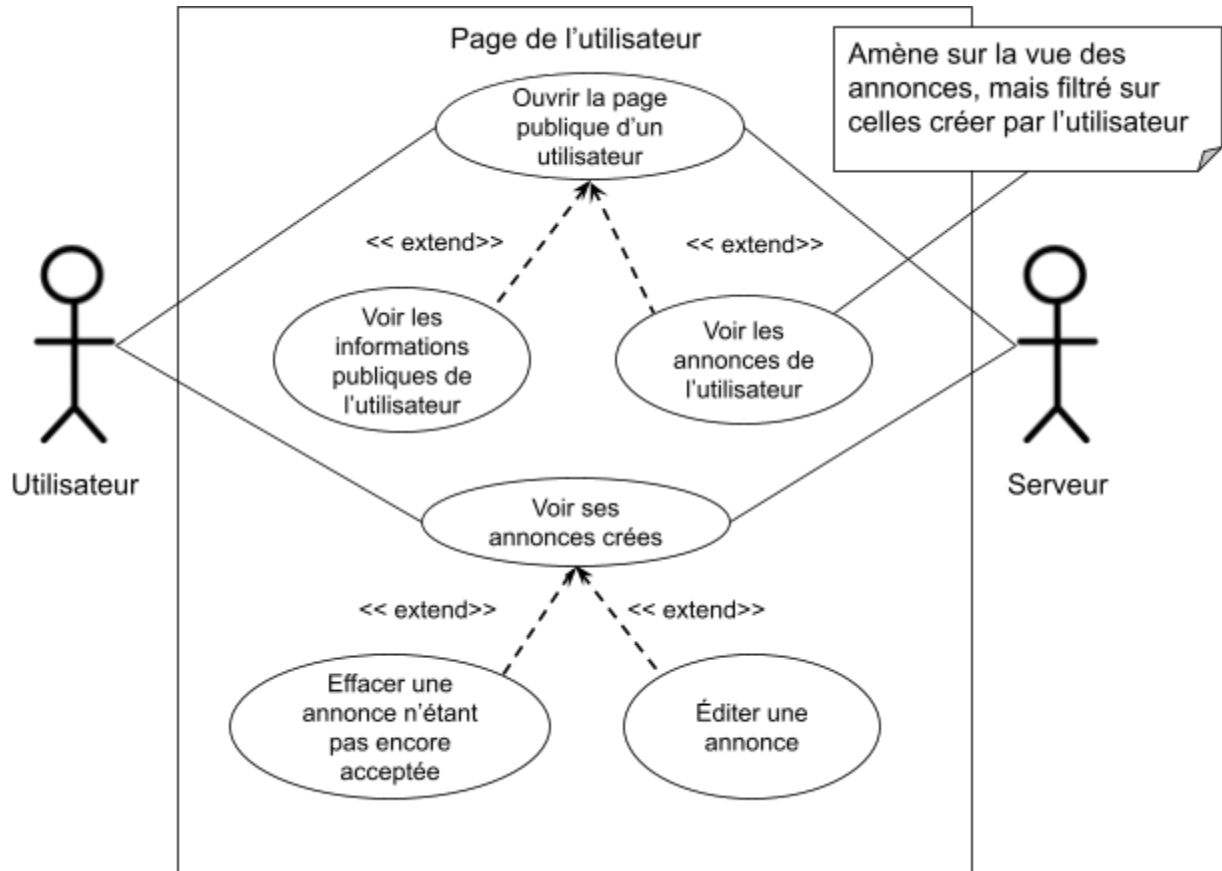 Page de l’utilisateur
Amène sur la vue des
annonces, mais filtré sur
celles créer par l’utilisateur
Ouvrir la page
publique d’un
utilisateur
<< extend>>
<< extend>>
Voir les
informations
publiques de
l’utilisateur
Voir les
annonces de
l’utilisateur
Utilisateur
Serveur
Voir ses
annonces crées
<< extend>>
<< extend>>
Effacer une
annonce n’étant
pas encore
acceptée
Éditer une
annonce